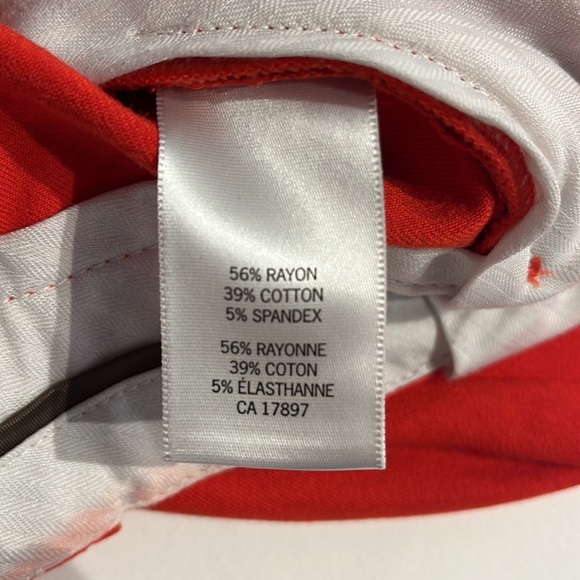 56% RAYON
39% COTTON
5% SPANDEX
56% RAYONNE
39% COTON
5% ÉLASTHANNE
CA 17897